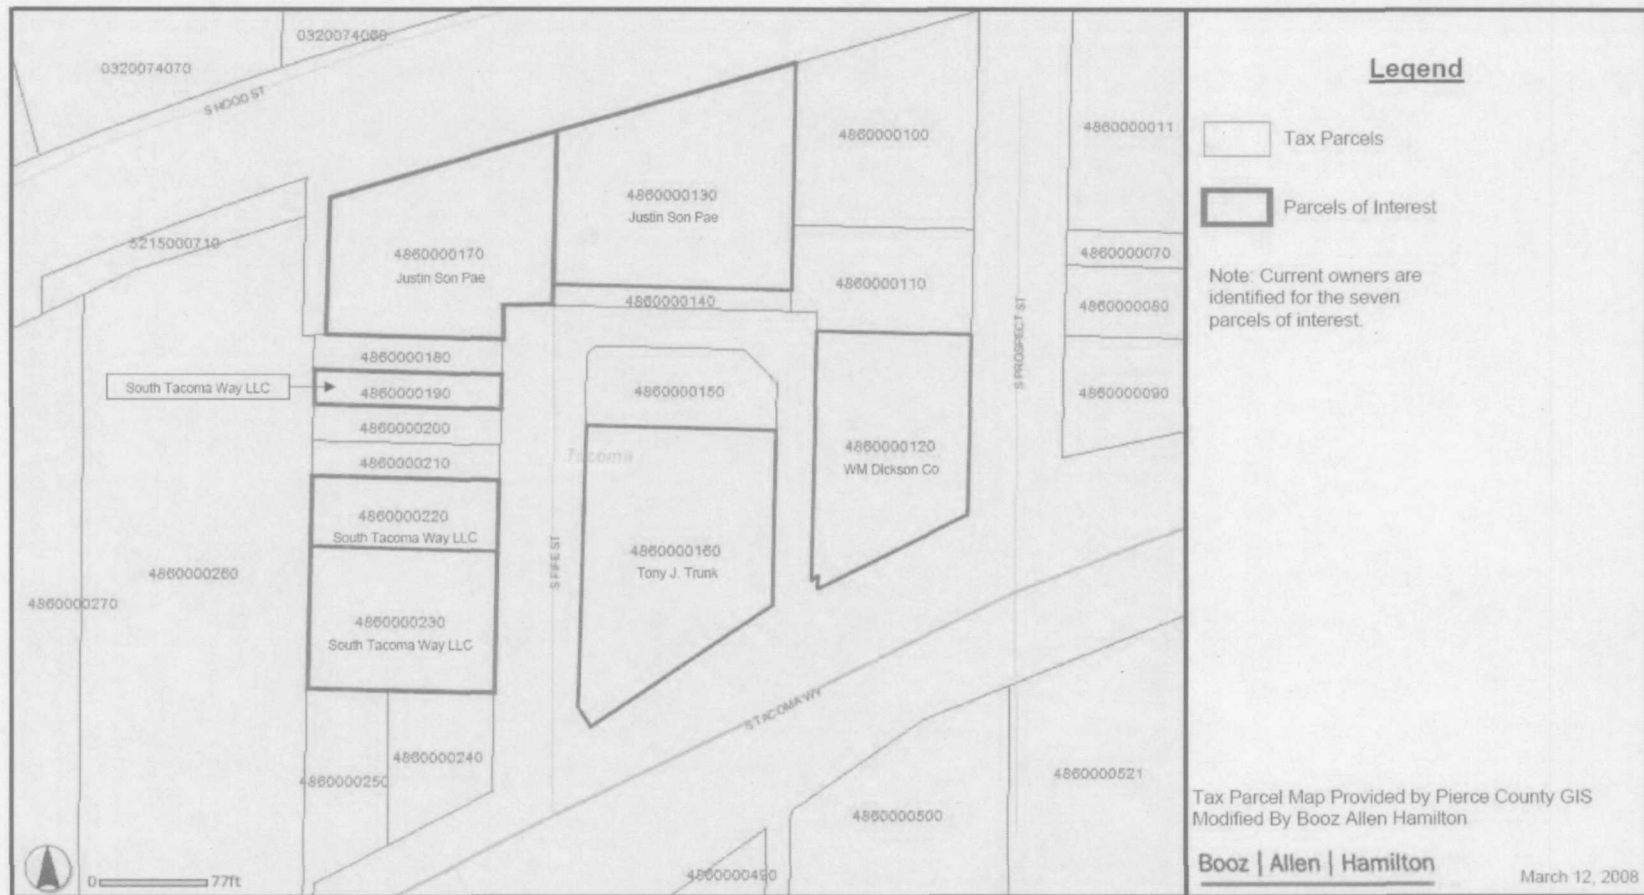 0320074060
0320074070
S HOOD ST
4860000100
4860000011
4860000130
Justin Son Pae
5215000710
4860000170
Justin Son Pae
4860000070
4860000110
4860000140
4860000080
S PROSPECT ST
4860000180
South Tacoma Way LLC
4860000190
4860000150
4860000090
4860000200
4860000210
Tacoma
4860000120
WM Dickson Co
4860000220
South Tacoma Way LLC
S FIFE ST
4860000160
Tony J. Trunk
4860000260
4860000270
4860000230
South Tacoma Way LLC
S TACOMA WY
4860000240
4860000250
4860000521
4860000500
4860000490
0 77ft
Legend
Tax Parcels
Parcels of Interest
Note: Current owners are
identified for the seven
parcels of interest.
Tax Parcel Map Provided by Pierce County GIS
Modified By Booz Allen Hamilton
Booz | Allen | Hamilton
March 12, 2008